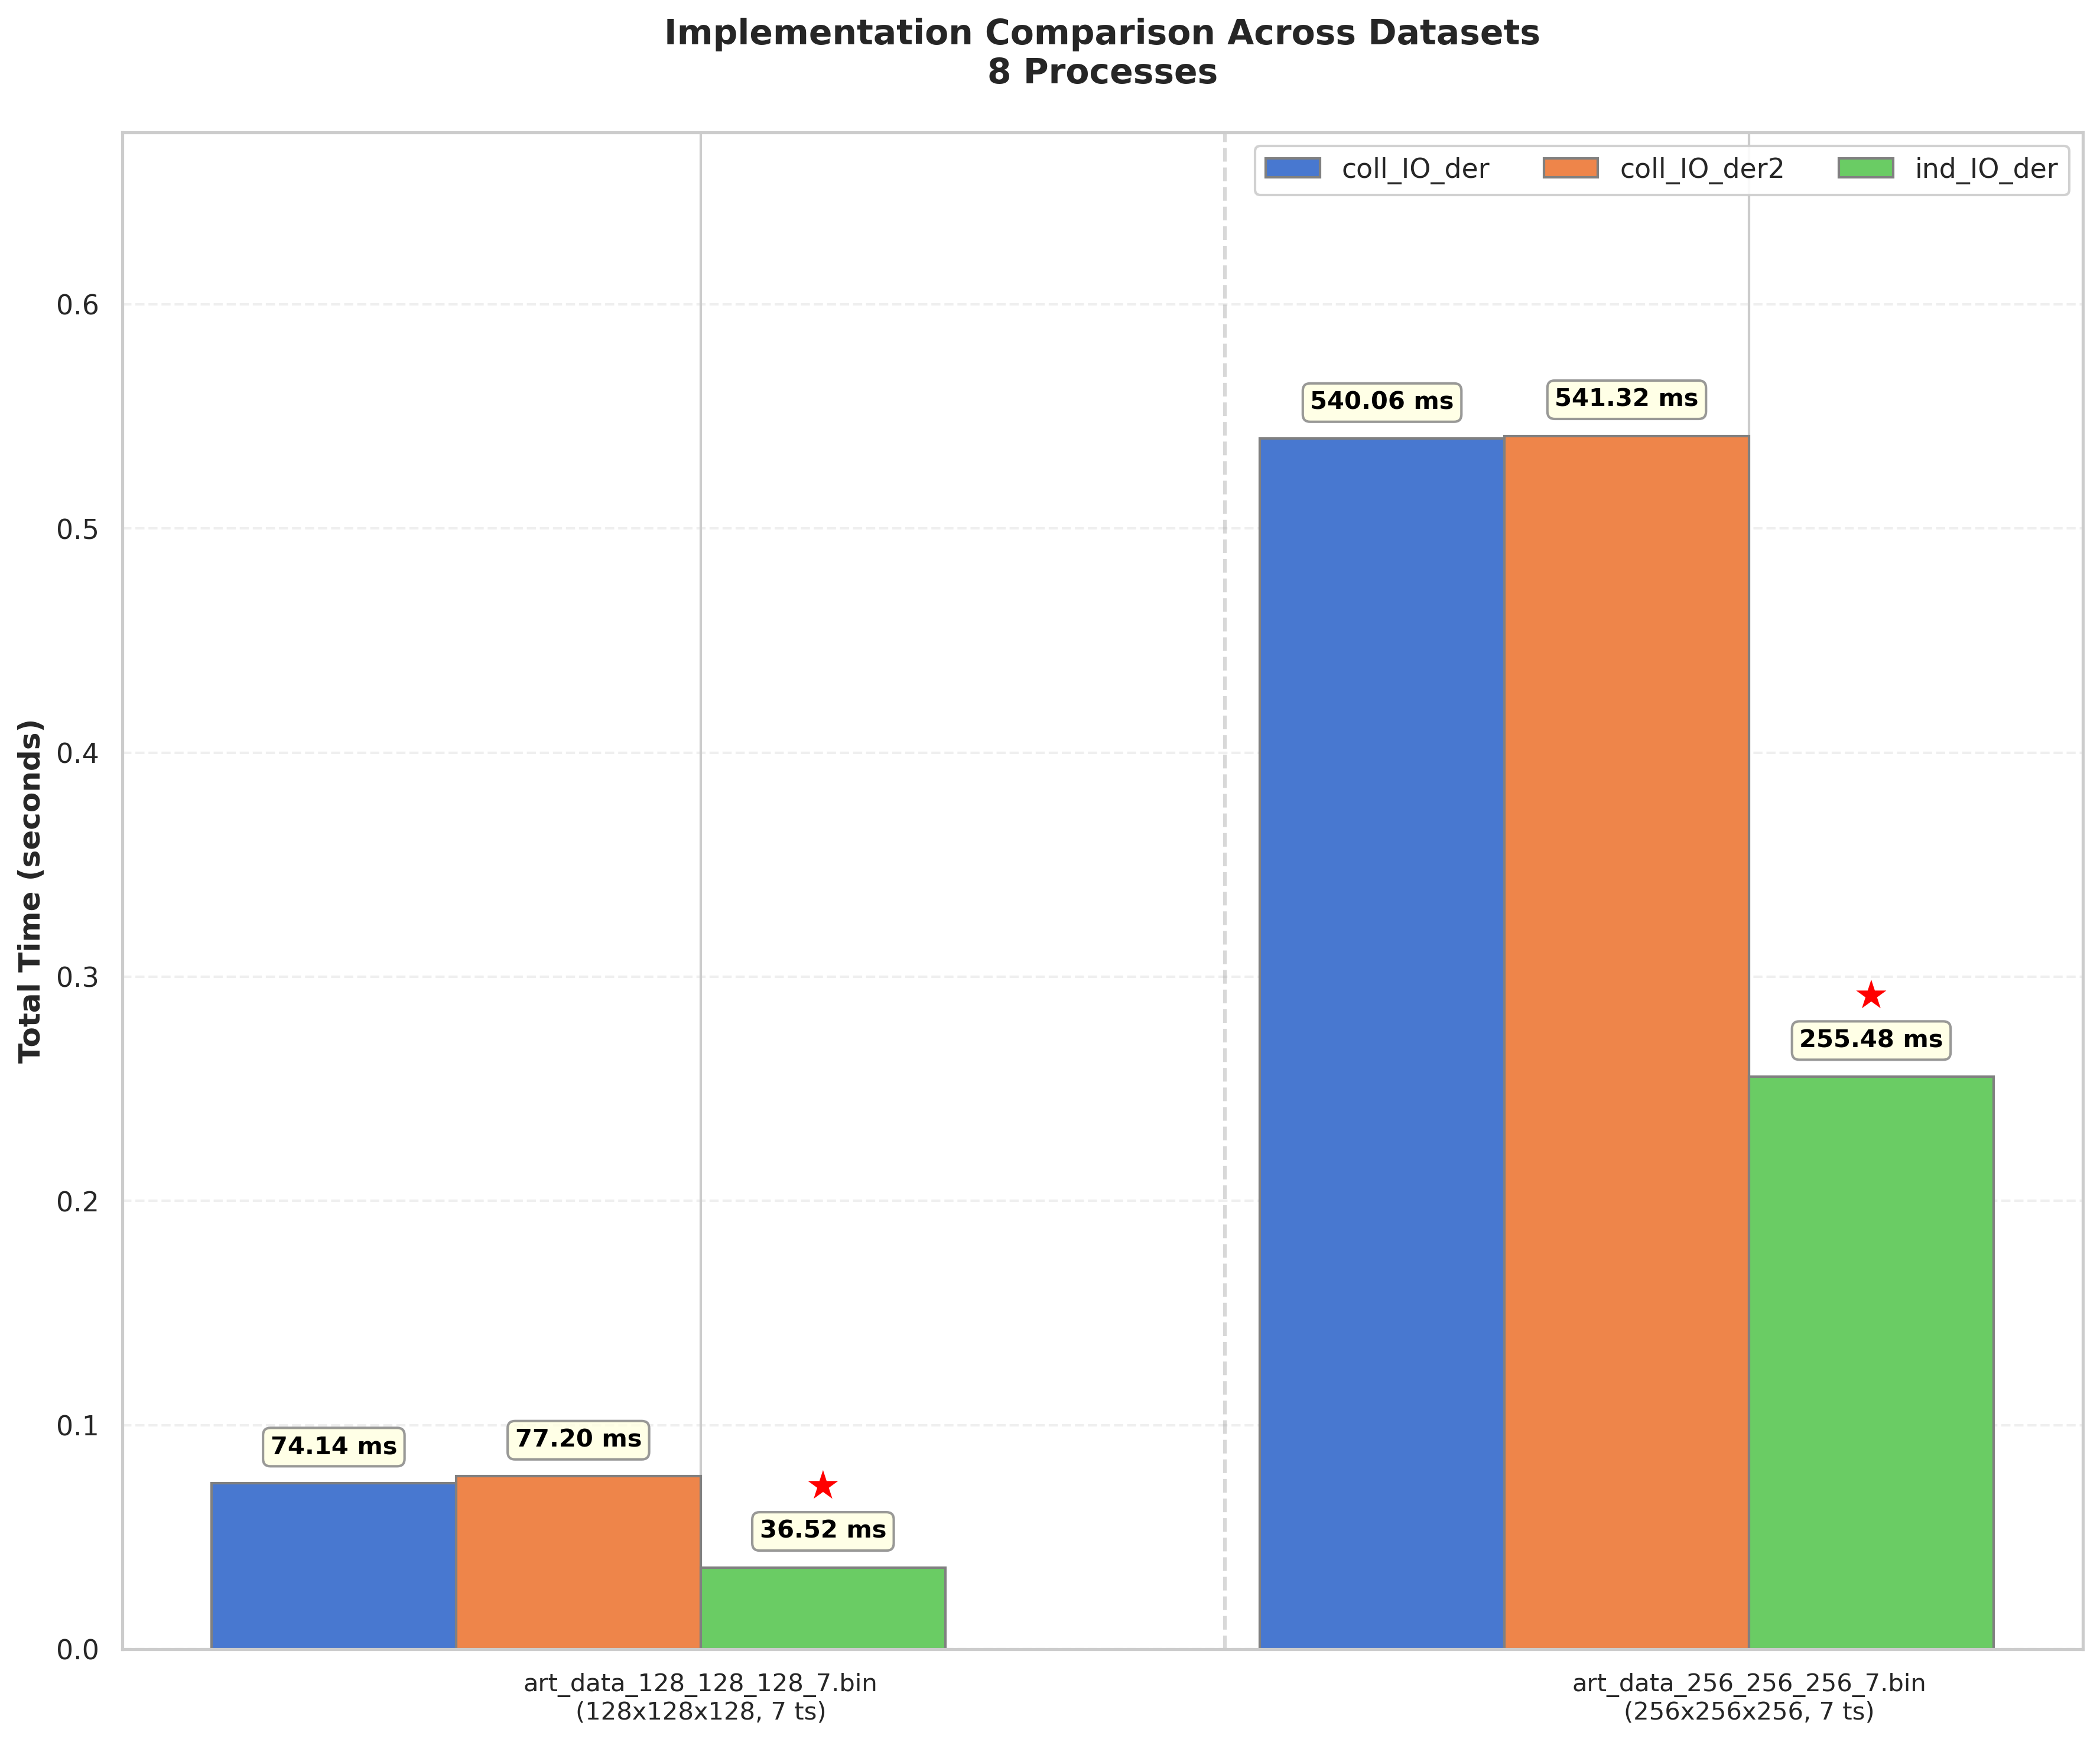 Implementation Comparison Across Datasets
8 Processes
coll_IO_der
coll_IO_der2
ind_IO_der
Total Time (seconds)
0.6
0.5
0.4
0.3
0.2
0.1
0.0
540.06 ms
541.32 ms
255.48 ms
74.14 ms
77.20 ms
36.52 ms
art_data_128_128_128_7.bin
(128x128x128, 7 ts)
art_data_256_256_256_7.bin
(256x256x256, 7 ts)